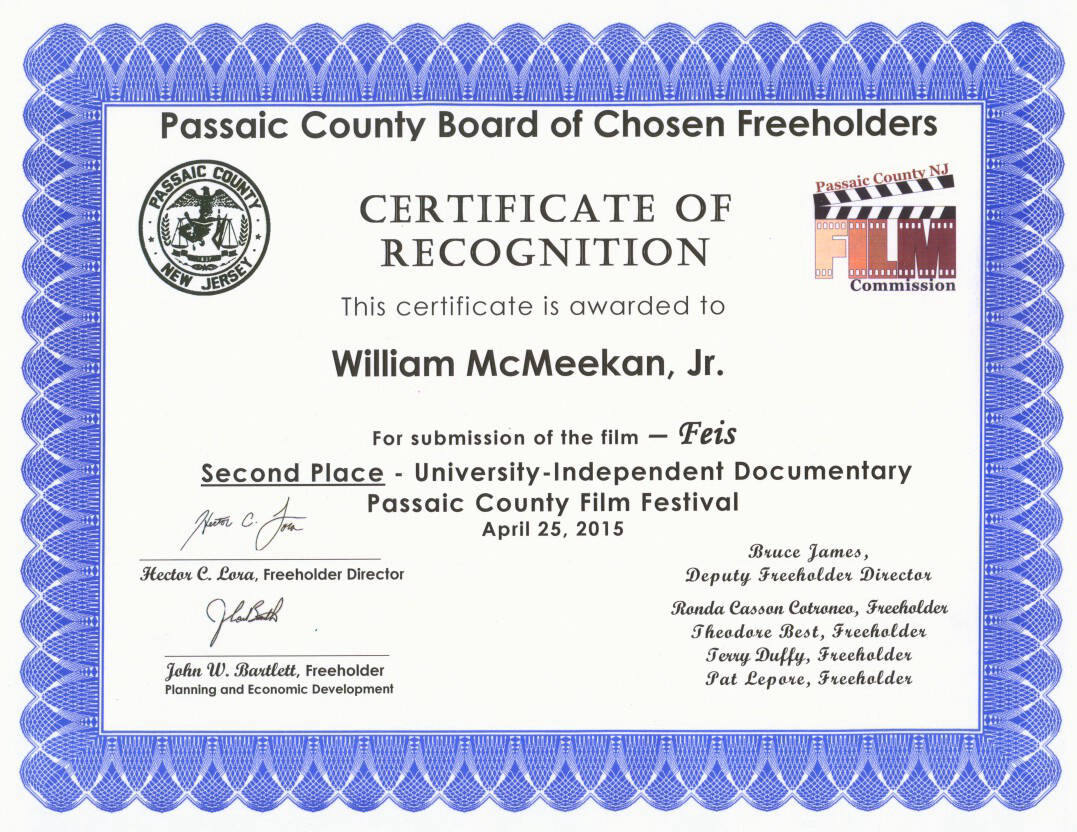 Passaic County Board of Chosen Freeholders
PASSAIC COUNTY
NEW JERSEY
Passaic County NJ
FILM
Commission
CERTIFICATE OF
RECOGNITION
This certificate is awarded to
William McMeekan, Jr.
For submission of the film – Feis
Second Place - University-Independent Documentary
Passaic County Film Festival
April 25, 2015
Hector C. Lora
Hector C. Lora, Freeholder Director
John W. Bartlett, Freeholder
Planning and Economic Development
Bruce James,
Deputy Freeholder Director
Ronda Casson Cotroneo, Freeholder
Theodore Best, Freeholder
Terry Duffy, Freeholder
Pat Lepore, Freeholder